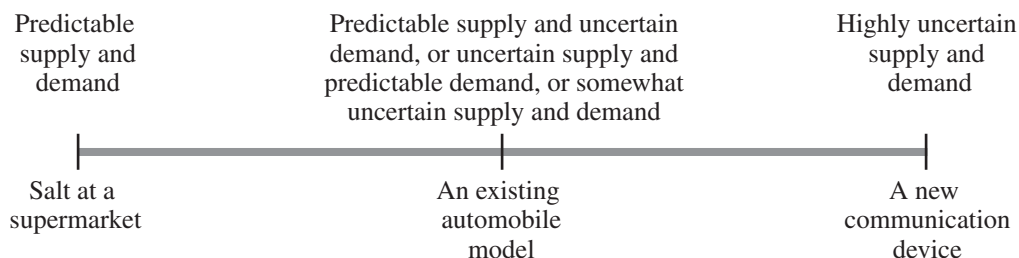 Predictable
supply and
demand
Predictable supply and uncertain
demand, or uncertain supply and
predictable demand, or somewhat
uncertain supply and demand
Highly uncertain
supply and
demand
Salt at a
supermarket
An existing
automobile
model
A new
communication
device